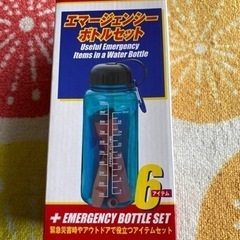 エマージェンシー
ボトルセット
Useful Emergency
Items in a Water Bottle
6
アイテム
EMERGENCY BOTTLE SET
緊急災害時やアウトドアで役立つアイテムセット